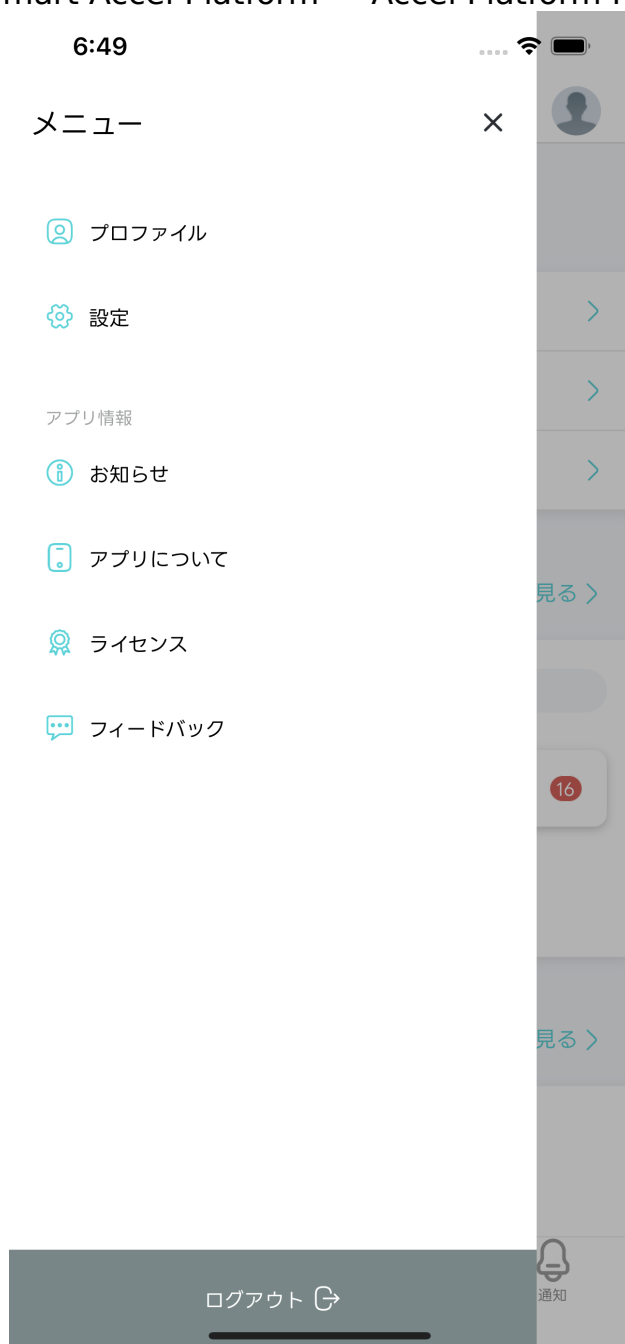 Accel Platform
6:49
メニュー
プロファイル
設定
アプリ情報
お知らせ
アプリについて
ライセンス
フィードバック
見る
16
見る
通知
ログアウト